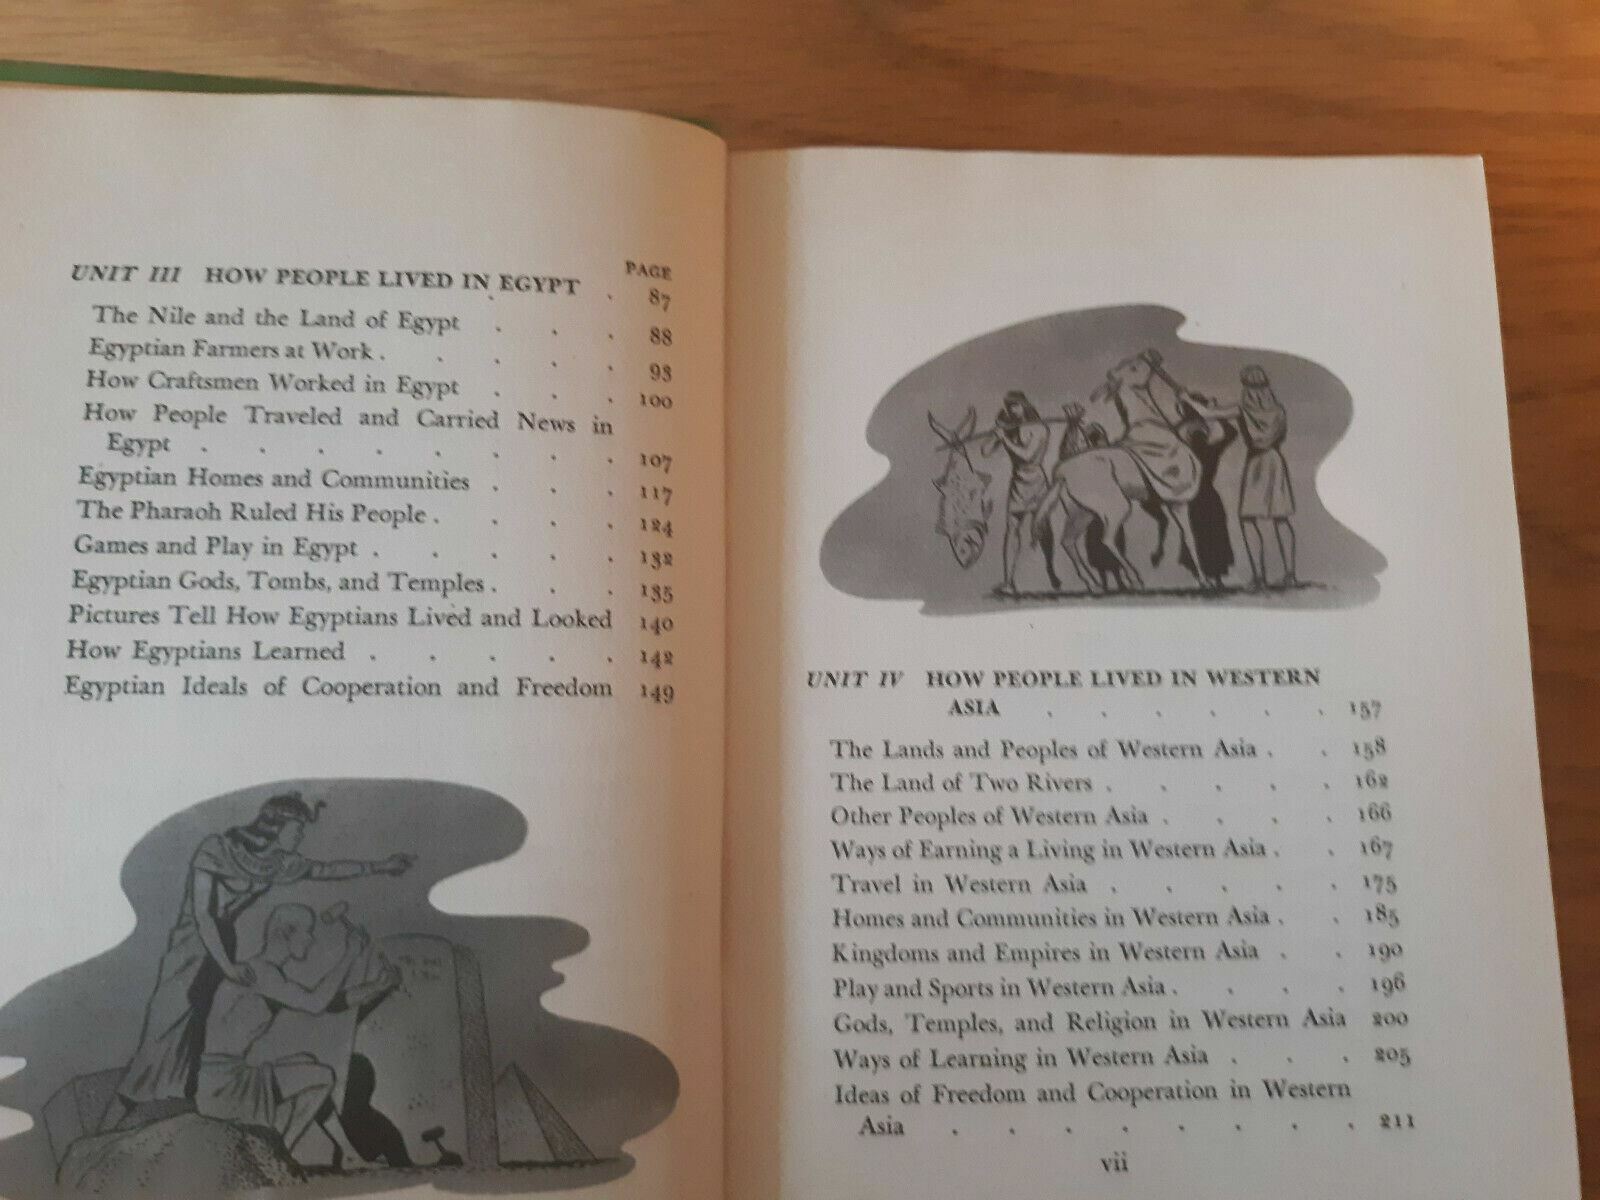 PAGE
UNIT III HOW PEOPLE LIVED IN EGYPT . 87
The Nile and the Land of Egypt . . . 88
Egyptian Farmers at Work . . . . . 93
How Craftsmen Worked in Egypt . . . 100
How People Traveled and Carried News in
Egypt . . . . . . . . 107
Egyptian Homes and Communities . . . 117
The Pharaoh Ruled His People . . . . 124
Games and Play in Egypt . . . . . 132
Egyptian Gods, Tombs, and Temples . . . 135
Pictures Tell How Egyptians Lived and Looked 140
How Egyptians Learned . . . . . 142
Egyptian Ideals of Cooperation and Freedom 149
UNIT IV HOW PEOPLE LIVED IN WESTERN
ASIA . . . . . . 157
The Lands and Peoples of Western Asia . . 158
The Land of Two Rivers . . . . . 162
Other Peoples of Western Asia . . . . 166
Ways of Earning a Living in Western Asia . . 167
Travel in Western Asia . . . . . 175
Homes and Communities in Western Asia . . 185
Kingdoms and Empires in Western Asia . . 190
Play and Sports in Western Asia . . . . 196
Gods, Temples, and Religion in Western Asia 200
Ways of Learning in Western Asia . . . 205
Ideas of Freedom and Cooperation in Western
Asia . . . . . . . . 211
vii